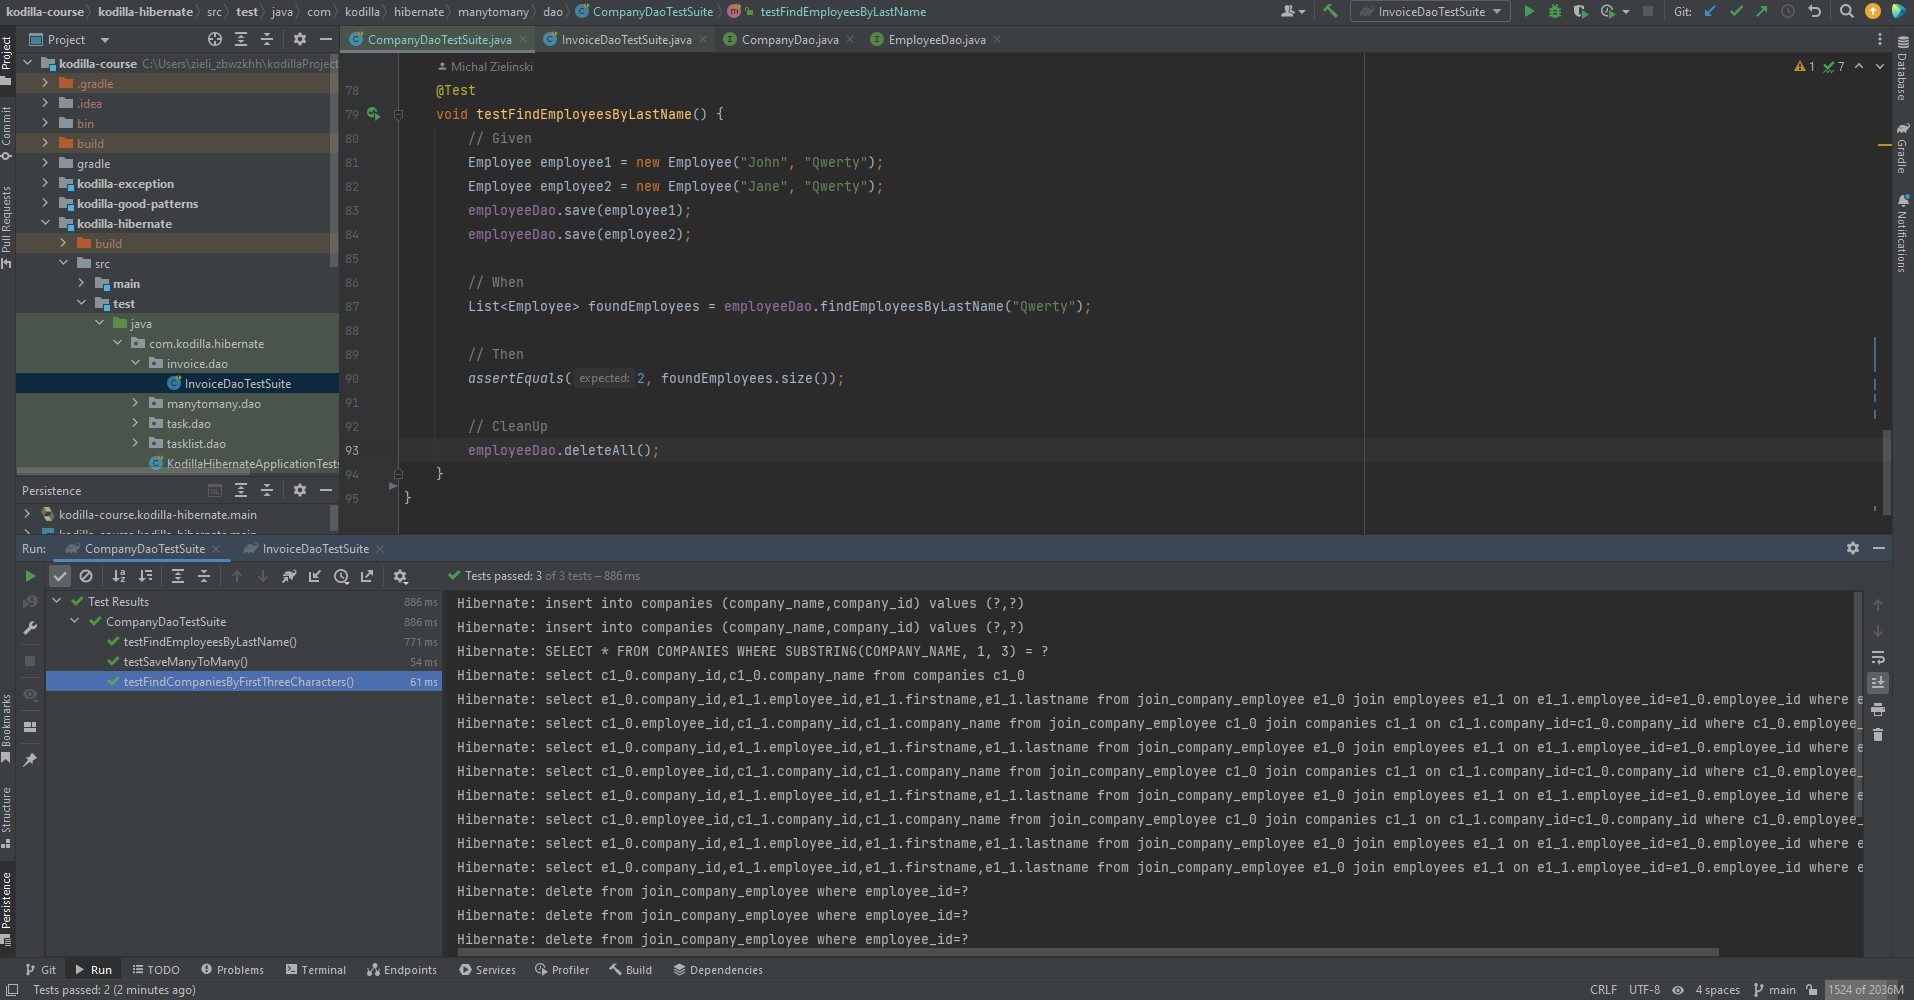 kodilla-course > kodilla-hibernate > src > test > java > com > kodilla > hibernate > manytomany > dao > CompanyDaoTestSuite > testFindEmployeesByLastName
InvoiceDaoTestSuite
Git:
Project
CompanyDaoTestSuite.java
InvoiceDaoTestSuite.java
CompanyDao.java
EmployeeDao.java
Project
Commit
Pull Requests
Bookmarks
Structure
Persistence
kodilla-course C:\Users\zieli_zbwzkhh\kodillaProject
.gradle
.idea
bin
build
gradle
kodilla-exception
kodilla-good-patterns
kodilla-hibernate
build
src
main
test
java
com.kodilla.hibernate
invoice.dao
InvoiceDaoTestSuite
manytomany.dao
task.dao
tasklist.dao
KodillaHibernateApplicationTests
Persistence
kodilla-course.kodilla-hibernate.main
kodilla-course.kodilla-hibernate.main
Michal Zielinski
1 7
78 @Test
79 void testFindEmployeesByLastName() {
80 // Given
81 Employee employee1 = new Employee("John", "Qwerty");
82 Employee employee2 = new Employee("Jane", "Qwerty");
83 employeeDao.save(employee1);
84 employeeDao.save(employee2);
85
86 // When
87 List<Employee> foundEmployees = employeeDao.findEmployeesByLastName("Qwerty");
88
89 // Then
90 assertEquals( expected: 2, foundEmployees.size());
91
92 // CleanUp
93 employeeDao.deleteAll();
94 }
95 }
Database
Gradle
Notifications
Run: CompanyDaoTestSuite InvoiceDaoTestSuite
Tests passed: 3 of 3 tests – 886 ms
Test Results 886 ms
CompanyDaoTestSuite 886 ms
testFindEmployeesByLastName() 771 ms
testSaveManyToMany() 54 ms
testFindCompaniesByFirstThreeCharacters() 61 ms
Hibernate: insert into companies (company_name,company_id) values (?,?)
Hibernate: insert into companies (company_name,company_id) values (?,?)
Hibernate: SELECT * FROM COMPANIES WHERE SUBSTRING(COMPANY_NAME, 1, 3) = ?
Hibernate: select c1_0.company_id,c1_0.company_name from companies c1_0
Hibernate: select e1_0.company_id,e1_1.employee_id,e1_1.firstname,e1_1.lastname from join_company_employee e1_0 join employees e1_1 on e1_1.employee_id=e1_0.employee_id where e
Hibernate: select c1_0.employee_id,c1_1.company_id,c1_1.company_name from join_company_employee c1_0 join companies c1_1 on c1_1.company_id=c1_0.company_id where c1_0.employee_
Hibernate: select e1_0.company_id,e1_1.employee_id,e1_1.firstname,e1_1.lastname from join_company_employee e1_0 join employees e1_1 on e1_1.employee_id=e1_0.employee_id where e
Hibernate: select c1_0.employee_id,c1_1.company_id,c1_1.company_name from join_company_employee c1_0 join companies c1_1 on c1_1.company_id=c1_0.company_id where c1_0.employee_
Hibernate: select e1_0.company_id,e1_1.employee_id,e1_1.firstname,e1_1.lastname from join_company_employee e1_0 join employees e1_1 on e1_1.employee_id=e1_0.employee_id where e
Hibernate: select c1_0.employee_id,c1_1.company_id,c1_1.company_name from join_company_employee c1_0 join companies c1_1 on c1_1.company_id=c1_0.company_id where c1_0.employee_
Hibernate: select e1_0.company_id,e1_1.employee_id,e1_1.firstname,e1_1.lastname from join_company_employee e1_0 join employees e1_1 on e1_1.employee_id=e1_0.employee_id where e
Hibernate: select e1_0.company_id,e1_1.employee_id,e1_1.firstname,e1_1.lastname from join_company_employee e1_0 join employees e1_1 on e1_1.employee_id=e1_0.employee_id where e
Hibernate: delete from join_company_employee where employee_id=?
Hibernate: delete from join_company_employee where employee_id=?
Hibernate: delete from join_company_employee where employee_id=?
Git Run TODO Problems Terminal Endpoints Services Profiler Build Dependencies
Tests passed: 2 (2 minutes ago)
CRLF UTF-8 4 spaces main 1524 of 2036M